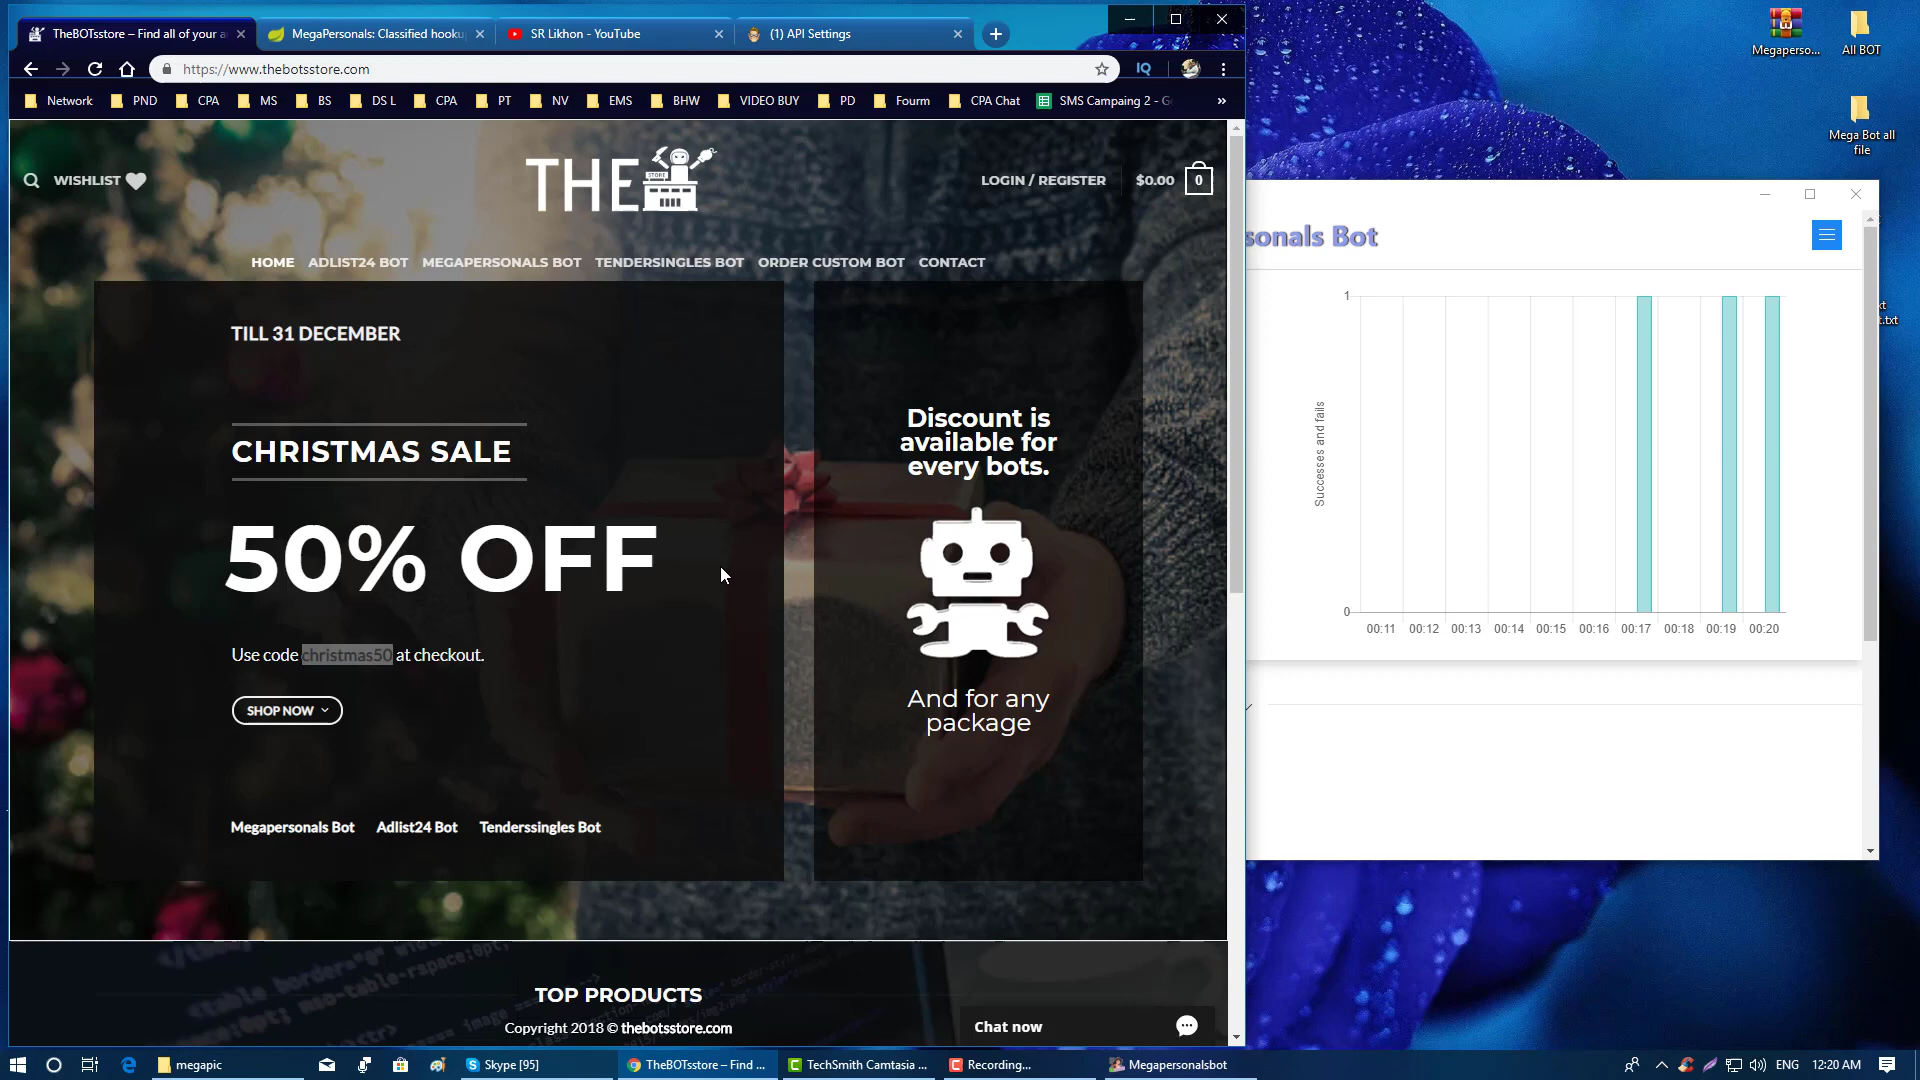 TheBOTsstore – Find all of your a
MegaPersonals: Classified hooku
SR Likhon - YouTube
(1) API Settings
https://www.thebotsstore.com
IQ
Network
PND
CPA
MS
BS
DS L
CPA
PT
NV
EMS
BHW
VIDEO BUY
PD
Fourm
CPA Chat
SMS Campaing 2 - G
»
WISHLIST
THE
STORE
LOGIN / REGISTER
$0.00
0
HOME
ADLIST24 BOT
MEGAPERSONALS BOT
TENDERSINGLES BOT
ORDER CUSTOM BOT
CONTACT
TILL 31 DECEMBER
CHRISTMAS SALE
50% OFF
Use code christmas50 at checkout.
SHOP NOW
Megapersonals Bot
Adlist24 Bot
Tenderssingles Bot
Discount is
available for
every bots.
And for any
package
TOP PRODUCTS
Copyright 2018 © thebotsstore.com
Chat now
Megaperso...
All BOT
Mega Bot all
file
xt
t.txt
sonals Bot
Successes and fails
1
0
00:11
00:12
00:13
00:14
00:15
00:16
00:17
00:18
00:19
00:20
megapic
Skype [95]
TheBOTsstore – Find ...
TechSmith Camtasia ...
Recording...
Megapersonalsbot
ENG
12:20 AM